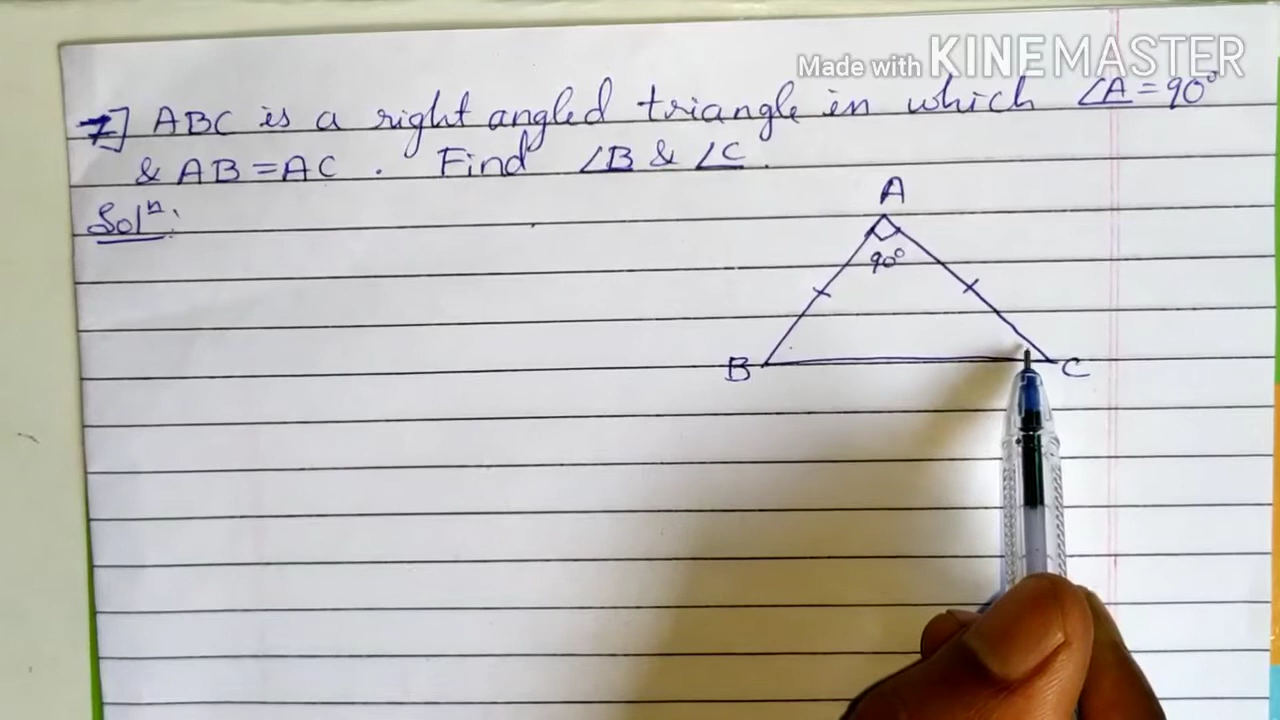 Made with KINEMASTER
7] ABC is a right angled triangle in which ∠A = 90°
& AB = AC . Find ∠B & ∠C .
Solⁿ:
A
90°
B
C